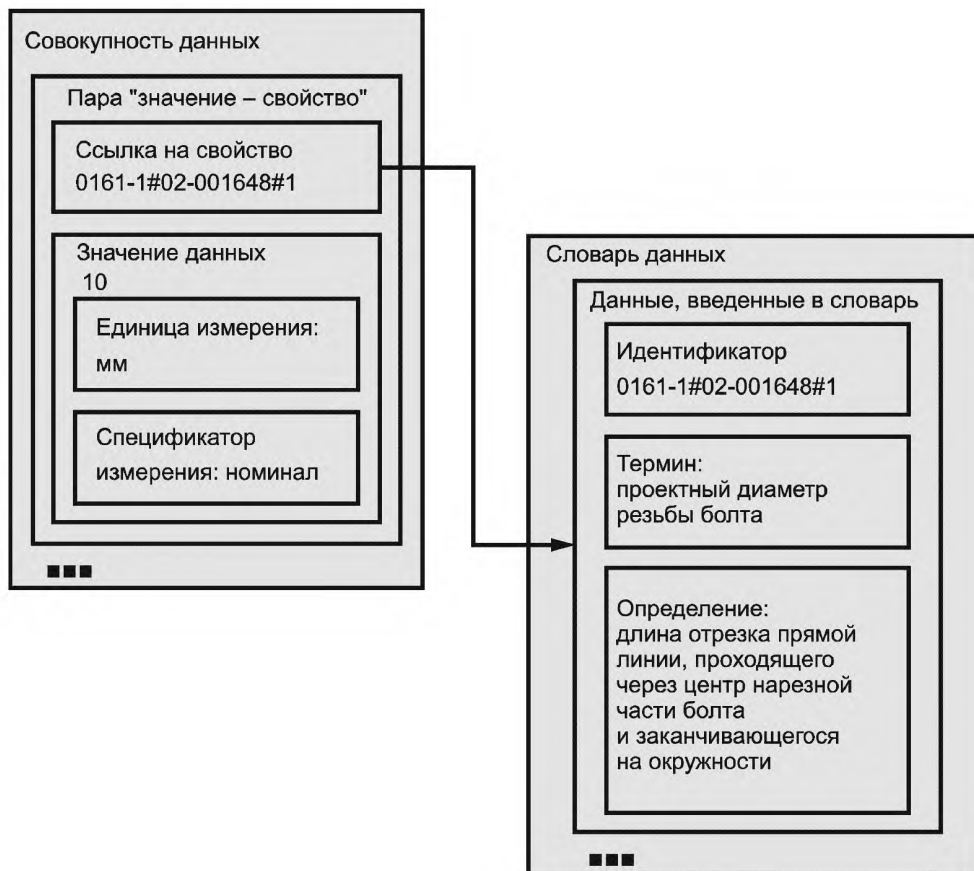 Совокупность данных
Пара "значение – свойство"
Ссылка на свойство
0161-1#02-001648#1
Значение данных
10
Единица измерения:
мм
Спецификатор
измерения: номинал
Словарь данных
Данные, введенные в словарь
Идентификатор
0161-1#02-001648#1
Термин:
проектный диаметр
резьбы болта
Определение:
длина отрезка прямой
линии, проходящего
через центр нарезной
части болта
и заканчивающегося
на окружности